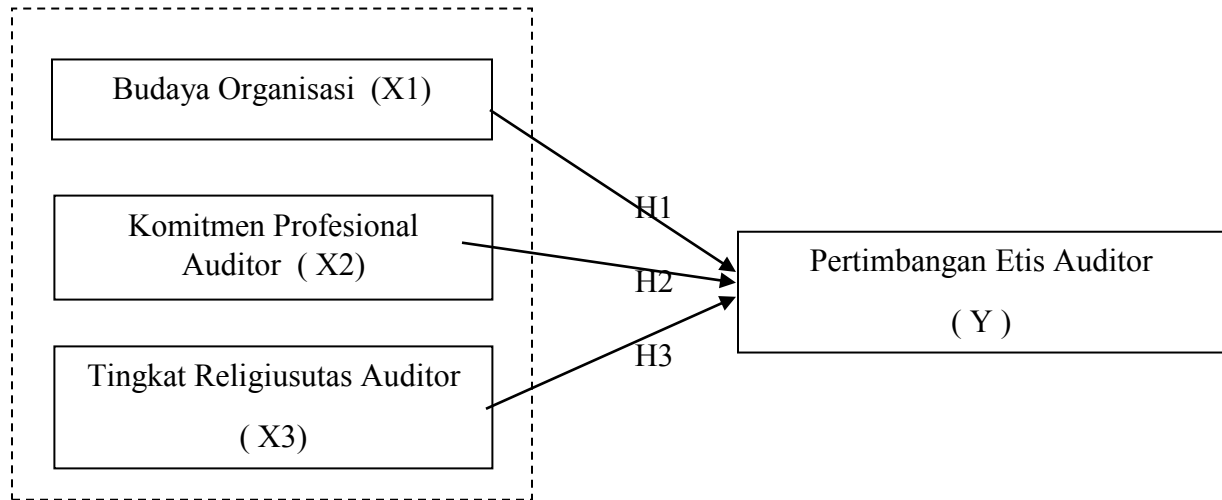 Budaya Organisasi  (X1)
Komitmen Profesional
Auditor  ( X2)
Tingkat Religiusutas Auditor
( X3)
H1
H2
H3
Pertimbangan Etis Auditor
( Y )